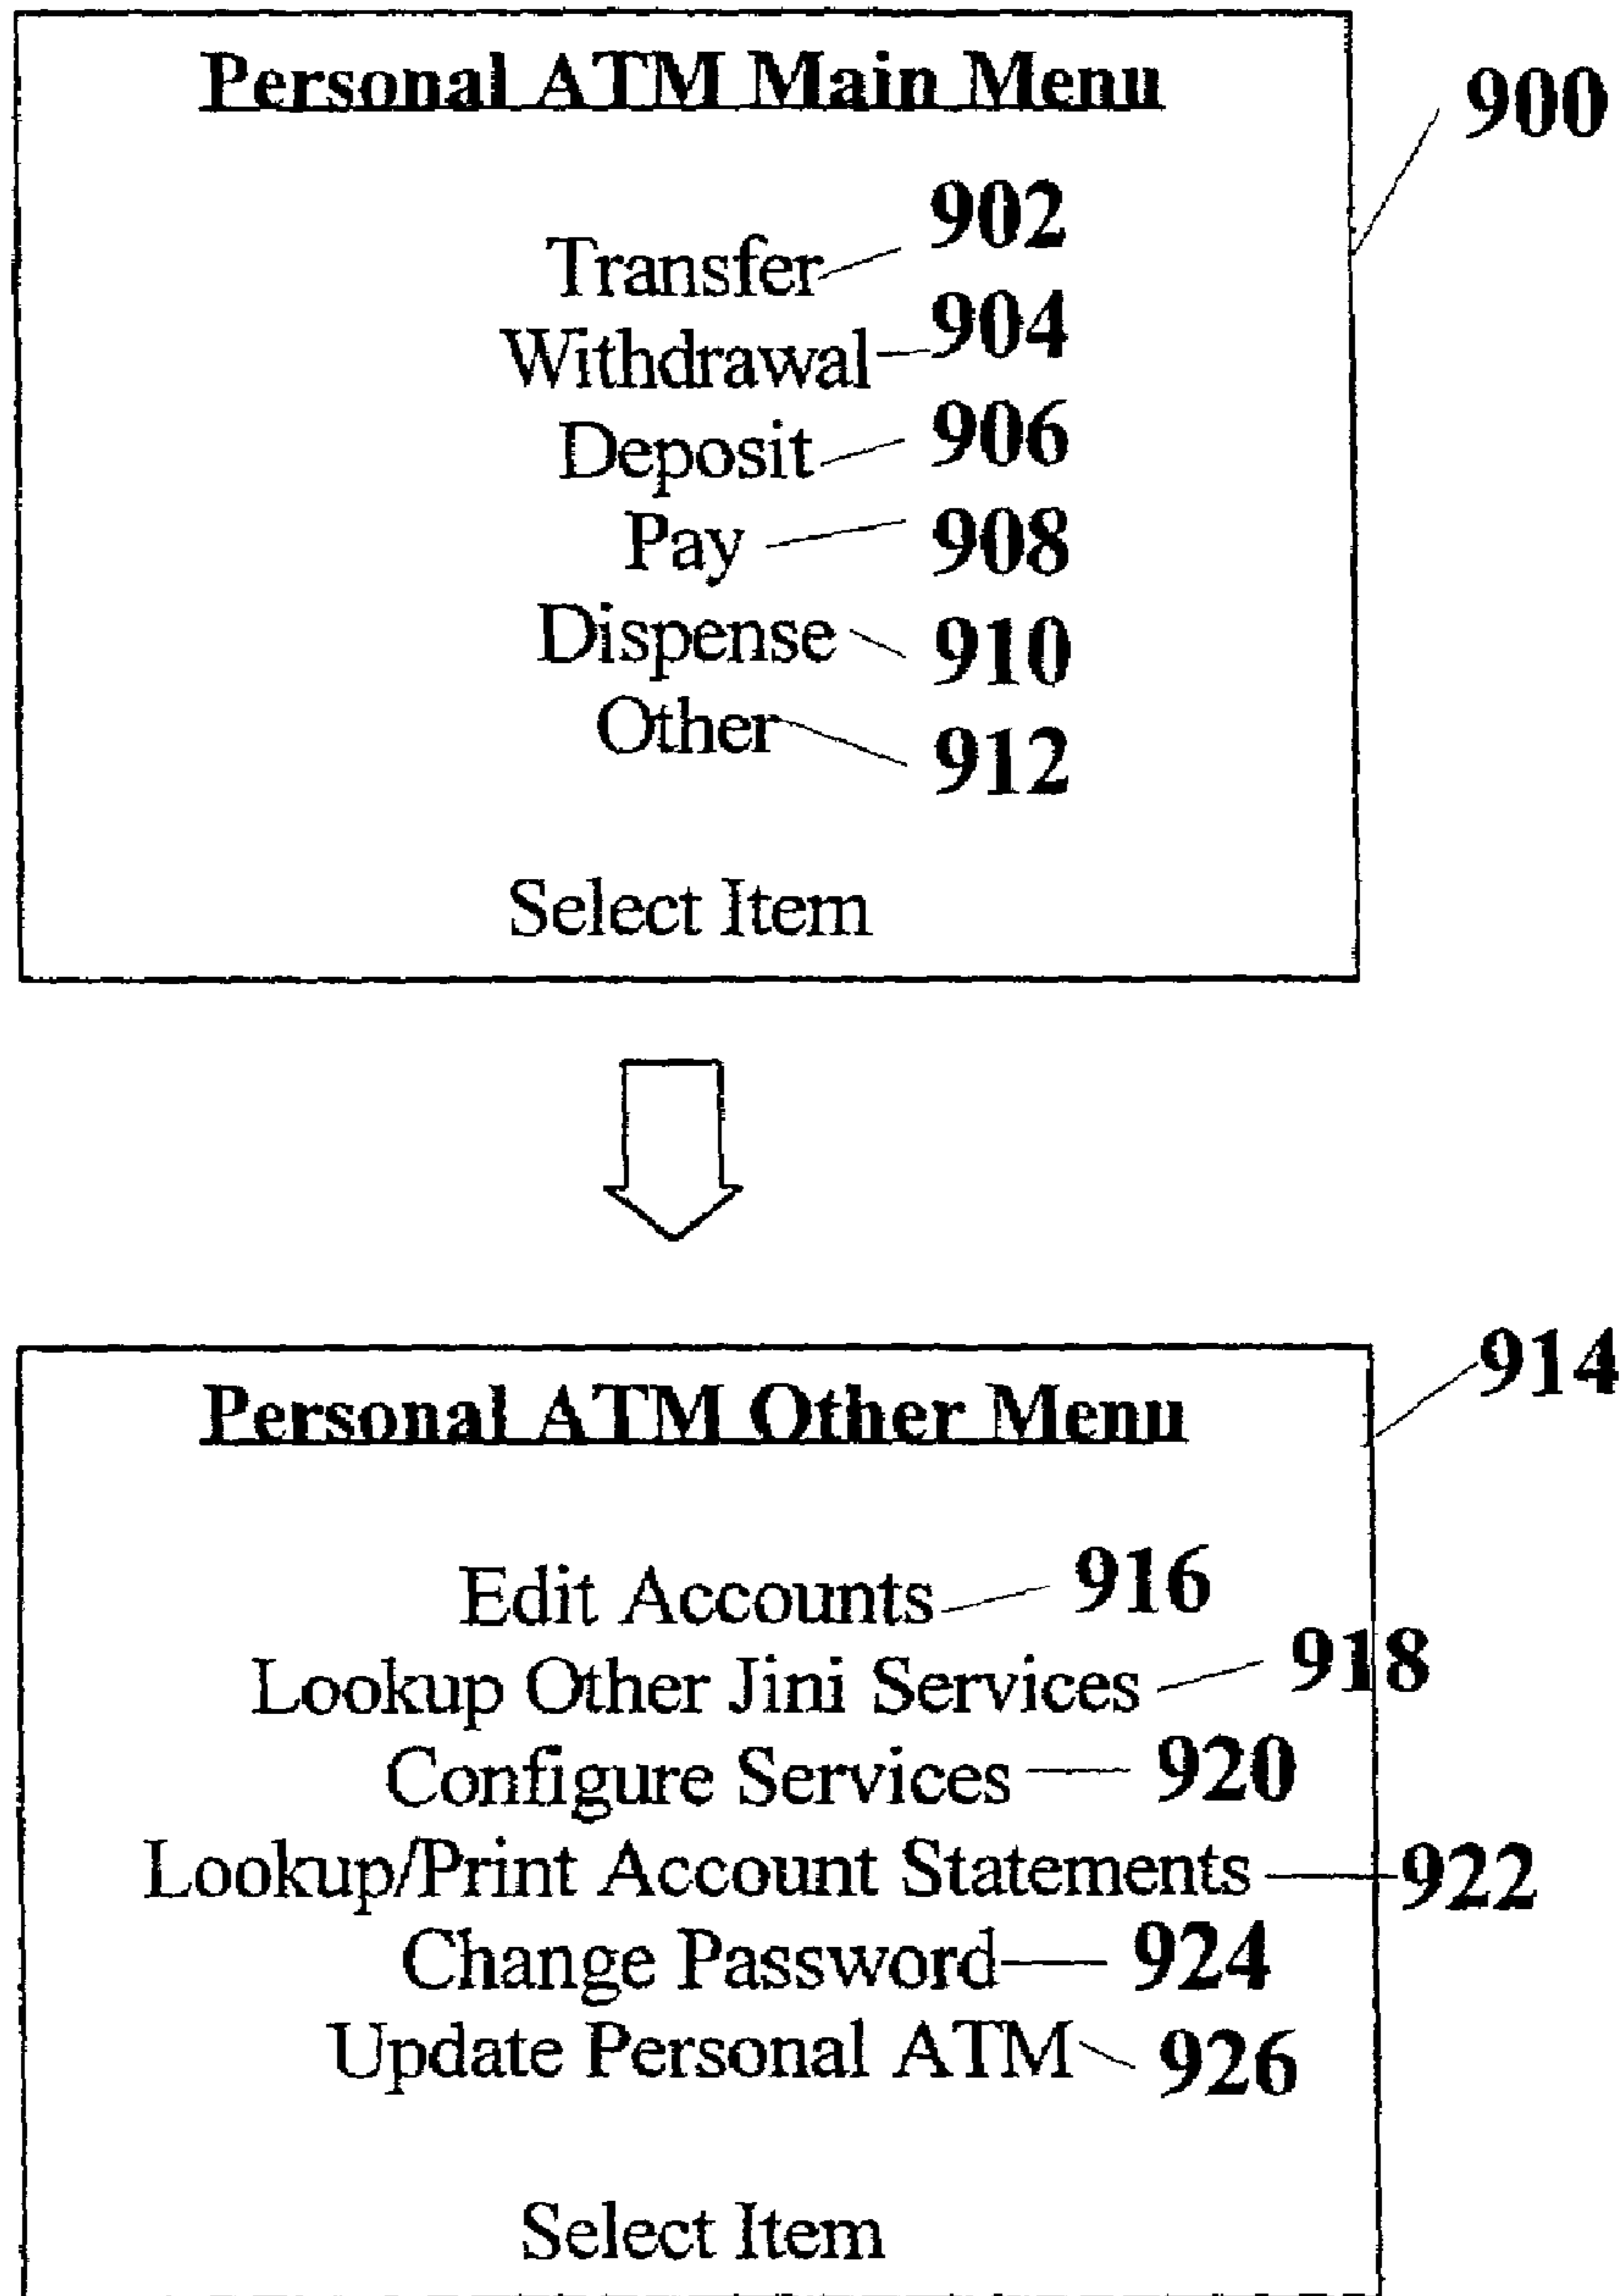 Personal ATM Main Menu
900
Transfer 902
Withdrawal 904
Deposit 906
Pay 908
Dispense 910
Other 912
Select Item
914
Personal ATM Other Menu
Edit Accounts 916
Lookup Other Jini Services 918
Configure Services 920
Lookup/Print Account Statements 922
Change Password 924
Update Personal ATM 926
Select Item